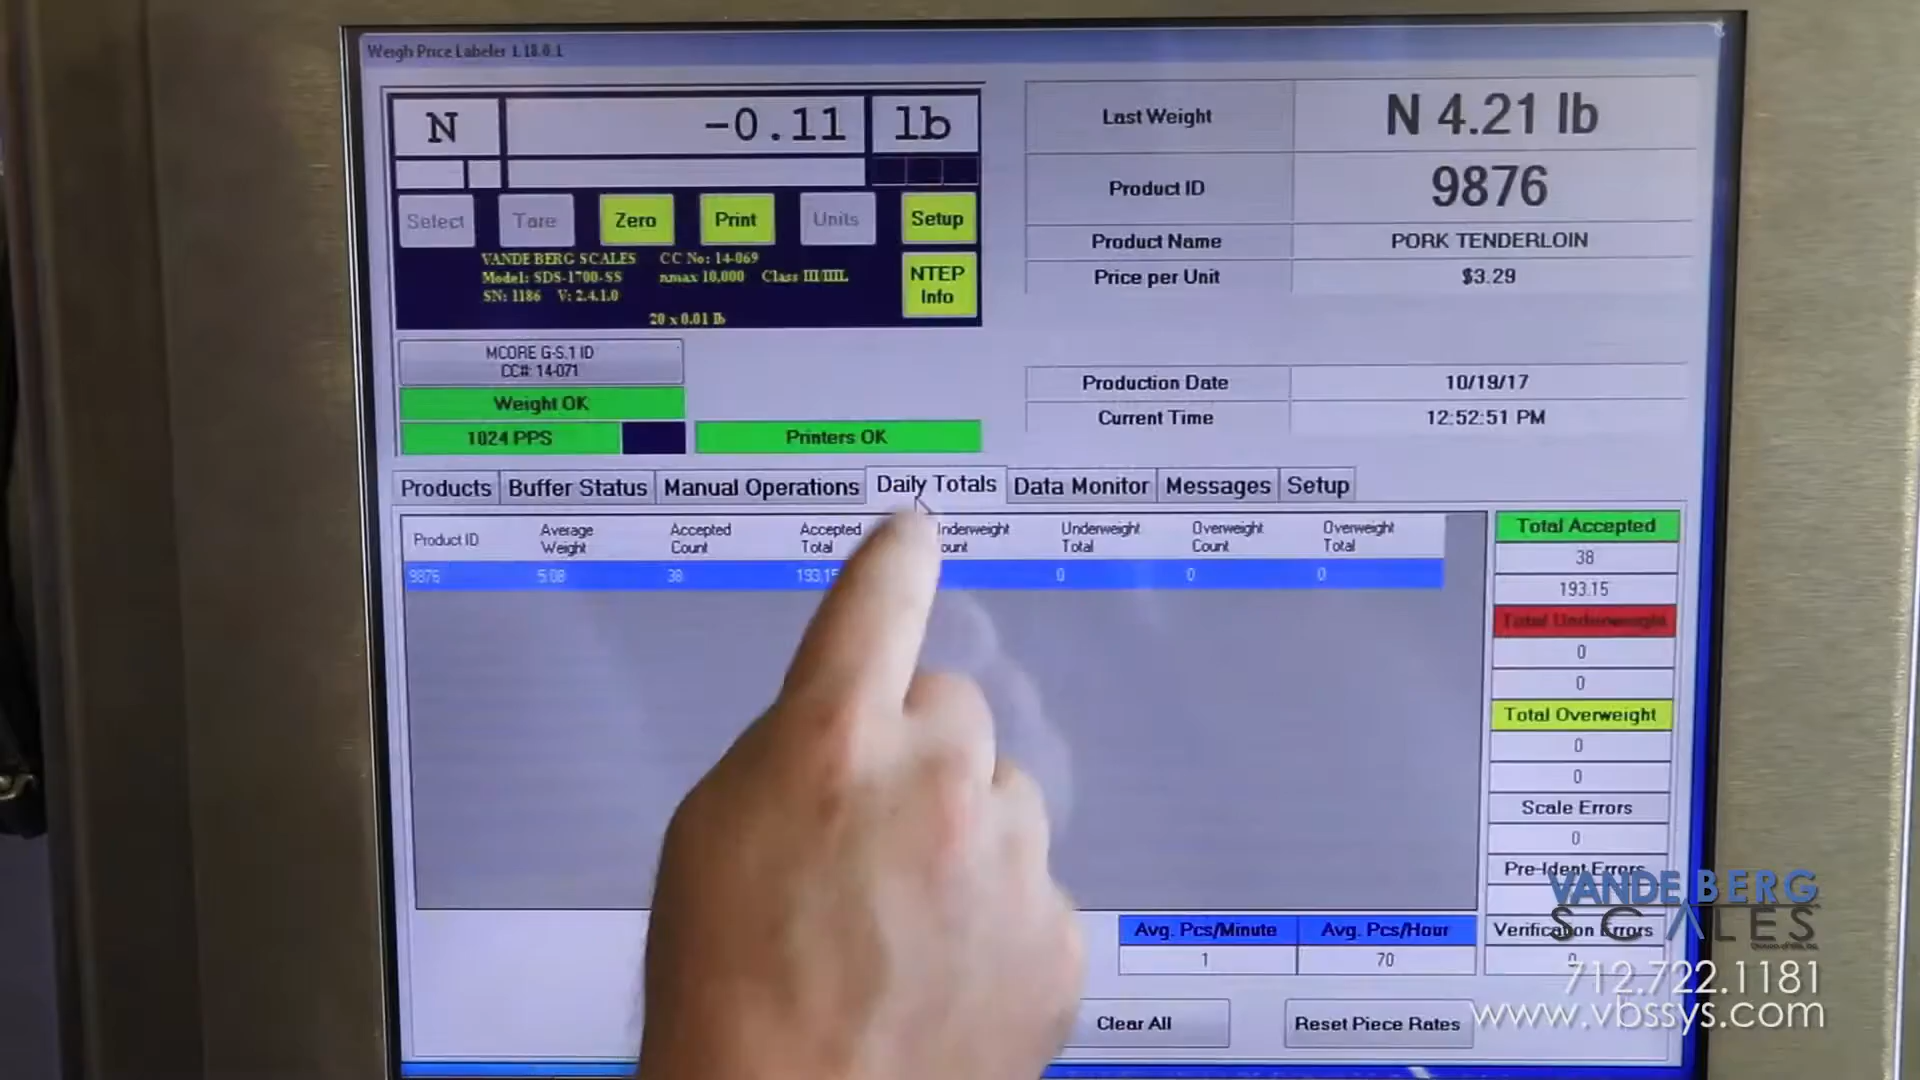 Weigh Price Labeler 1.18.0.1
N -0.11 lb
Select Tare Zero Print Units Setup
VANDE BERG SCALES CC No: 14-069
Model: SDS-1700-SS nmax 10,000 Class III/IIIL
SN: 1186 V: 2.4.1.0
20 x 0.01 lb
NTEP
Info
Last Weight N 4.21 lb
Product ID 9876
Product Name PORK TENDERLOIN
Price per Unit $3.29
MCORE G-S.1 ID
CC#: 14-071
Weight OK
1024 PPS
Printers OK
Production Date 10/19/17
Current Time 12:52:51 PM
Products Buffer Status Manual Operations Daily Totals Data Monitor Messages Setup
Product ID
Average
Weight
Accepted
Count
Accepted
Total
Underweight
Total
Overweight
Count
Overweight
Total
9876 5.08 38 193.15 0 0 0
Total Accepted
38
193.15
Total Underweight
0
0
Total Overweight
0
0
Scale Errors
0
Pre-Ident Errors
Verification Errors
0
Avg. Pcs/Minute Avg. Pcs/Hour
1 70
Clear All Reset Piece Rates
VANDE BERG
SCALES
712.722.1181
www.vbssys.com